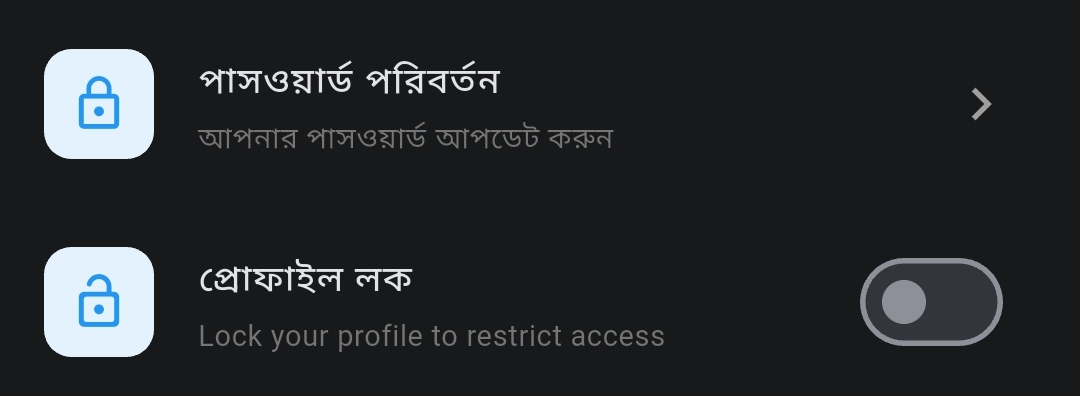 পাসওয়ার্ড পরিবর্তন
আপনার পাসওয়ার্ড আপডেট করুন
প্রোফাইল লক
Lock your profile to restrict access